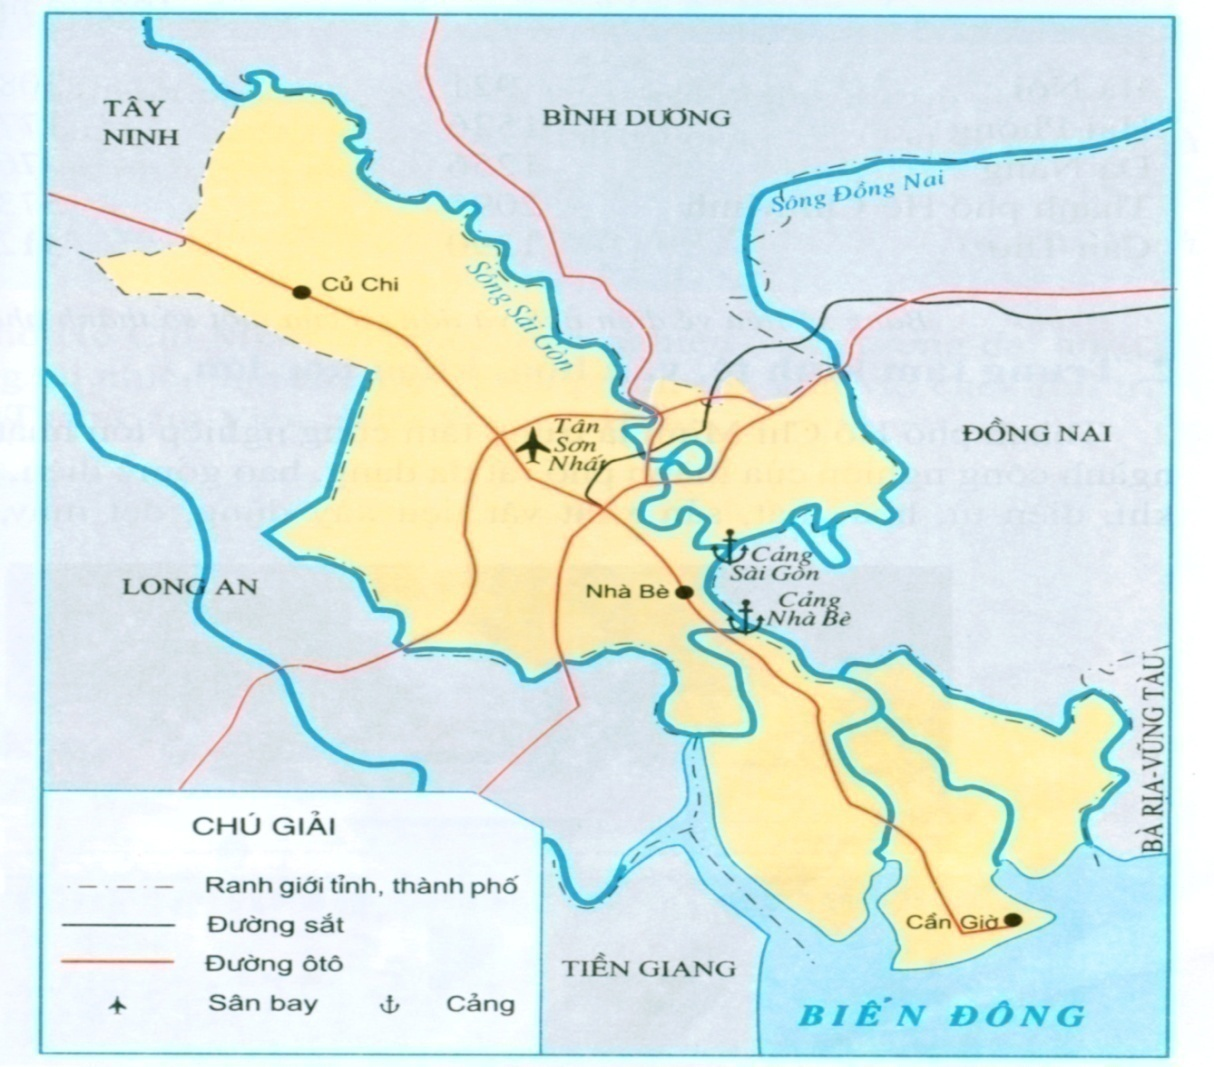 TÂY
NINH
BÌNH DƯƠNG
Sông Đồng Nai
Củ Chi
Sông Sài Gòn
Tân
Sơn
Nhất
ĐỒNG NAI
LONG AN
Cảng
Sài Gòn
Nhà Bè
Cảng
Nhà Bè
BÀ RỊA-VŨNG TÀU
CHÚ GIẢI
Ranh giới tỉnh, thành phố
Đường sắt
Đường ôtô
Sân bay
Cảng
Cần Giờ
TIỀN GIANG
BIỂN ĐÔNG